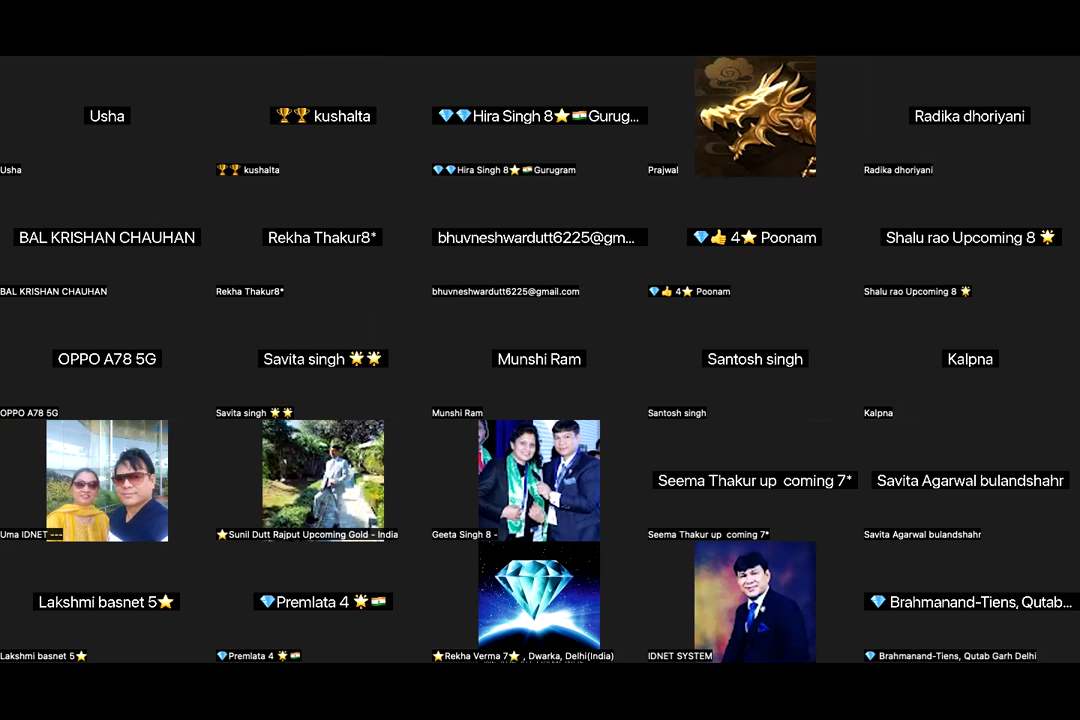 Usha
🏆🏆 kushalta
💎💎Hira Singh 8⭐🇮🇳Gurug...
Radika dhoriyani
Usha
🏆🏆 kushalta
💎💎Hira Singh 8⭐🇮🇳Gurugram
Prajwal
Radika dhoriyani
BAL KRISHAN CHAUHAN
Rekha Thakur8*
bhuvneshwardutt6225@gm...
💎👍 4⭐ Poonam
Shalu rao Upcoming 8 🌟
BAL KRISHAN CHAUHAN
Rekha Thakur8*
bhuvneshwardutt6225@gmail.com
💎👍 4⭐ Poonam
Shalu rao Upcoming 8 🌟
OPPO A78 5G
Savita singh 🌟🌟
Munshi Ram
Santosh singh
Kalpna
OPPO A78 5G
Savita singh 🌟🌟
Munshi Ram
Santosh singh
Kalpna
Seema Thakur up coming 7*
Savita Agarwal bulandshahr
Uma IDNET ---
⭐Sunil Dutt Rajput Upcoming Gold - India
Geeta Singh 8 -
Seema Thakur up coming 7*
Savita Agarwal bulandshahr
Lakshmi basnet 5⭐
💎Premlata 4 🌟🇮🇳
💎 Brahmanand-Tiens, Qutab...
Lakshmi basnet 5⭐
💎Premlata 4 🌟🇮🇳
⭐Rekha Verma 7⭐ , Dwarka, Delhi(India)
IDNET SYSTEM
💎 Brahmanand-Tiens, Qutab Garh Delhi